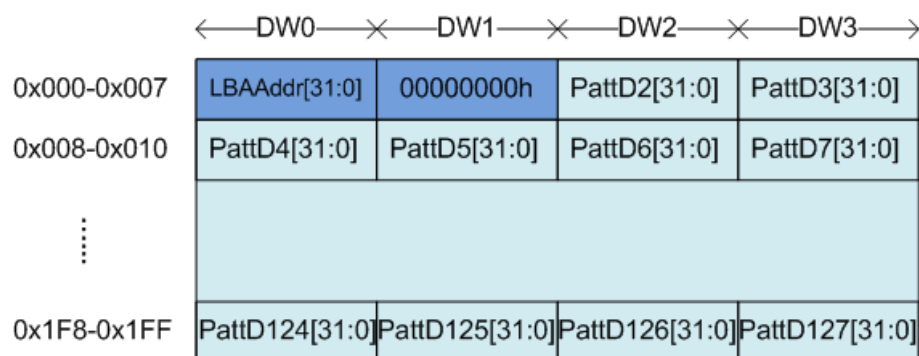 DW0 DW1 DW2 DW3
0x000-0x007 LBAAddr[31:0] 00000000h PattD2[31:0] PattD3[31:0]
0x008-0x010 PattD4[31:0] PattD5[31:0] PattD6[31:0] PattD7[31:0]
0x1F8-0x1FF PattD124[31:0] PattD125[31:0] PattD126[31:0] PattD127[31:0]